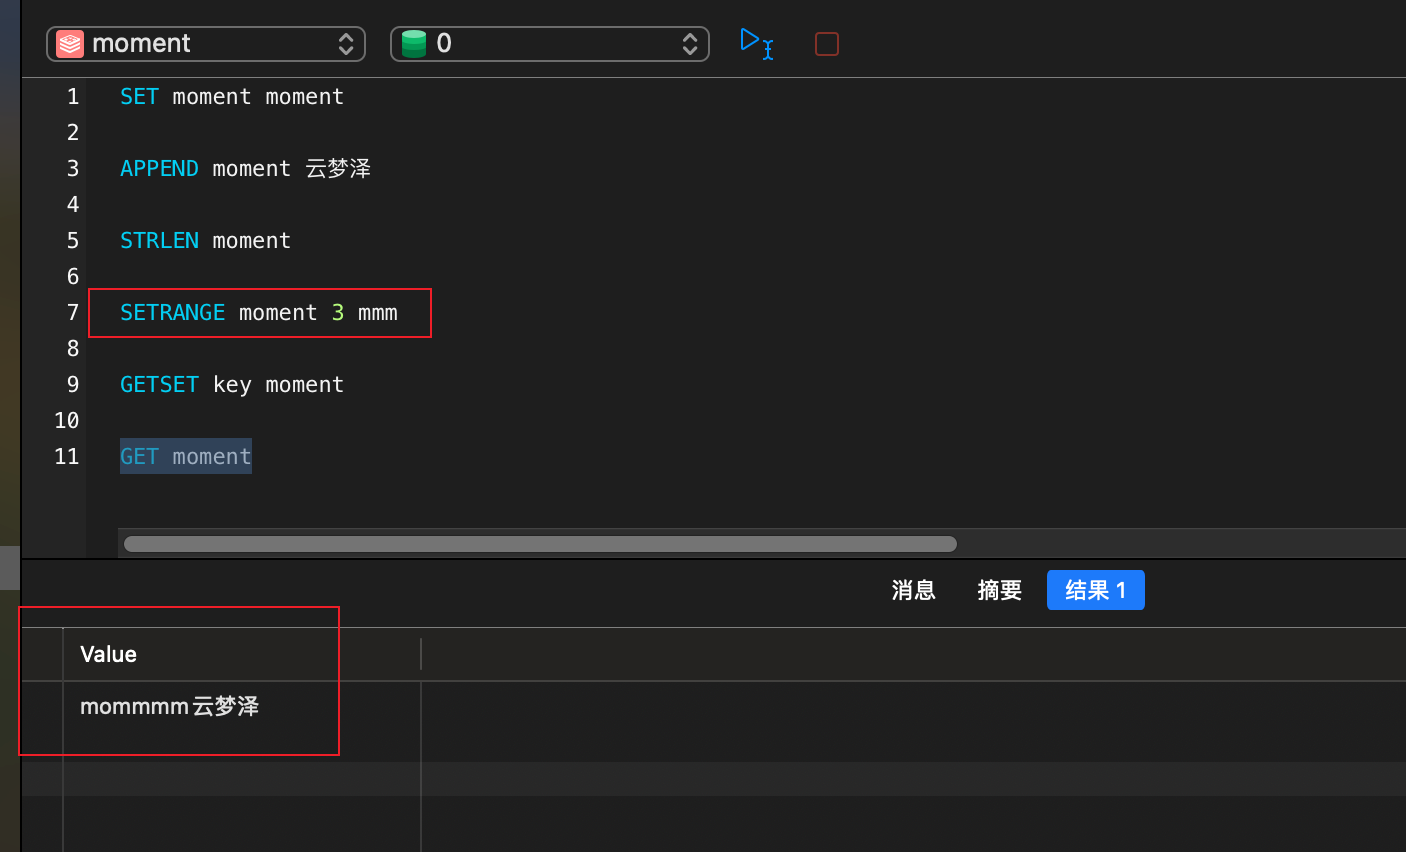 moment 0
1 SET moment moment
2
3 APPEND moment 云梦泽
4
5 STRLEN moment
6
7 SETRANGE moment 3 mmm
8
9 GETSET key moment
10
11 GET moment
消息 摘要 结果 1
Value
mommmm云梦泽